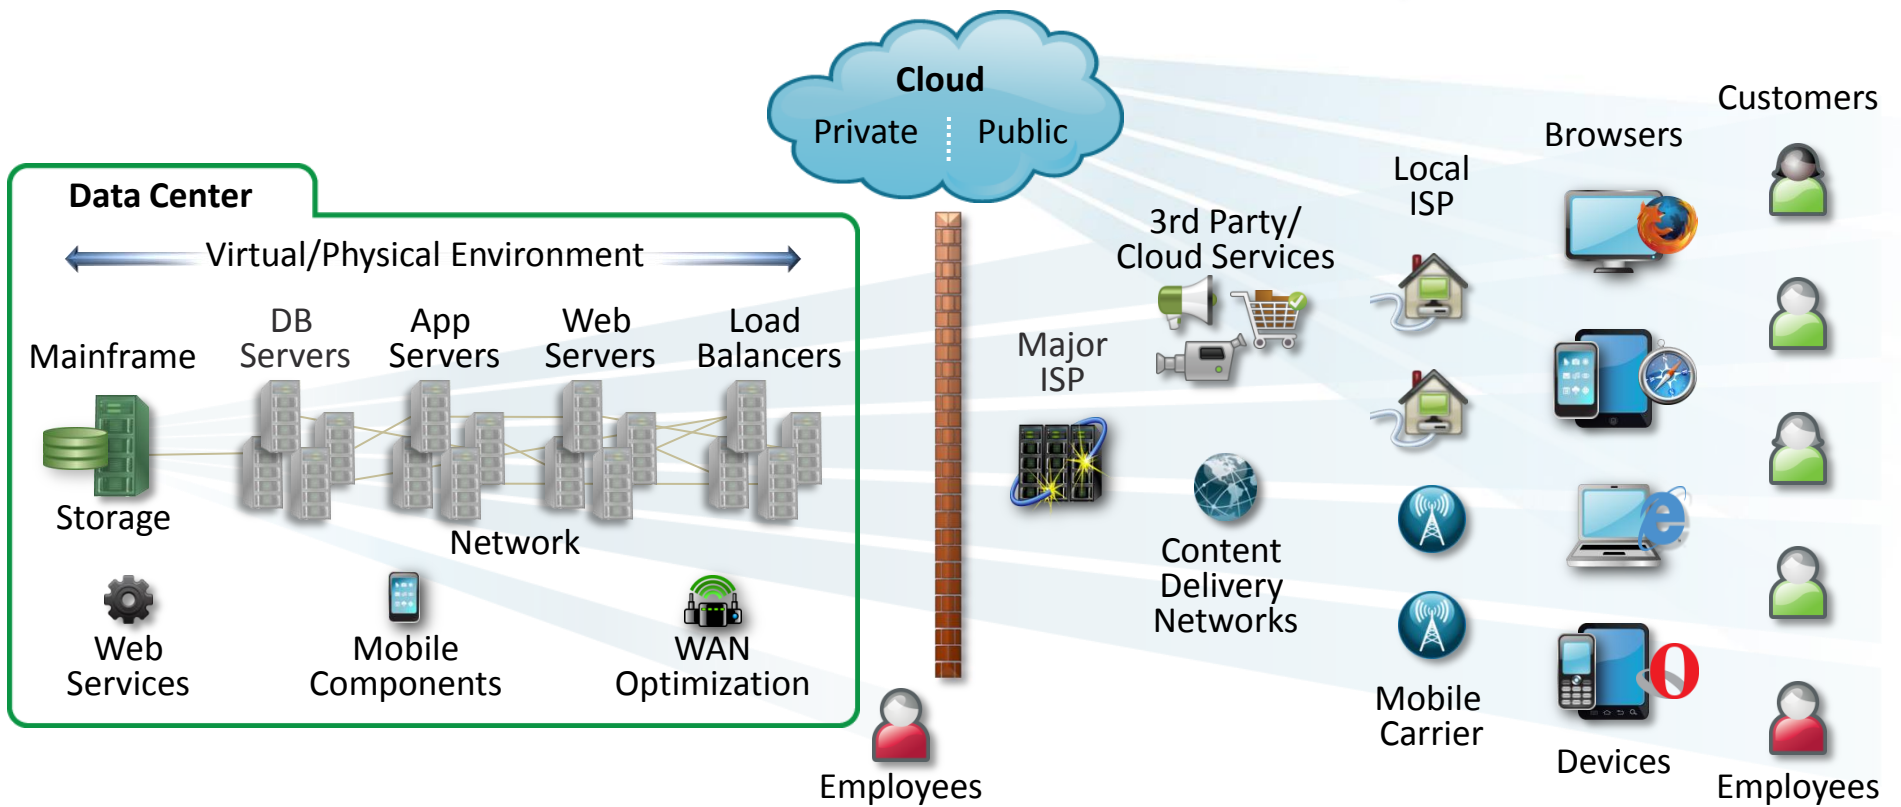 Cloud
Private
Public
Customers
Browsers
Local
ISP
Data Center
3rd Party/
Cloud Services
Virtual/Physical Environment
DB
Servers
App
Servers
Web
Servers
Load
Balancers
Mainframe
Major
ISP
Storage
Network
Content
Delivery
Networks
Web
Services
Mobile
Components
WAN
Optimization
Mobile
Carrier
Devices
Employees
Employees